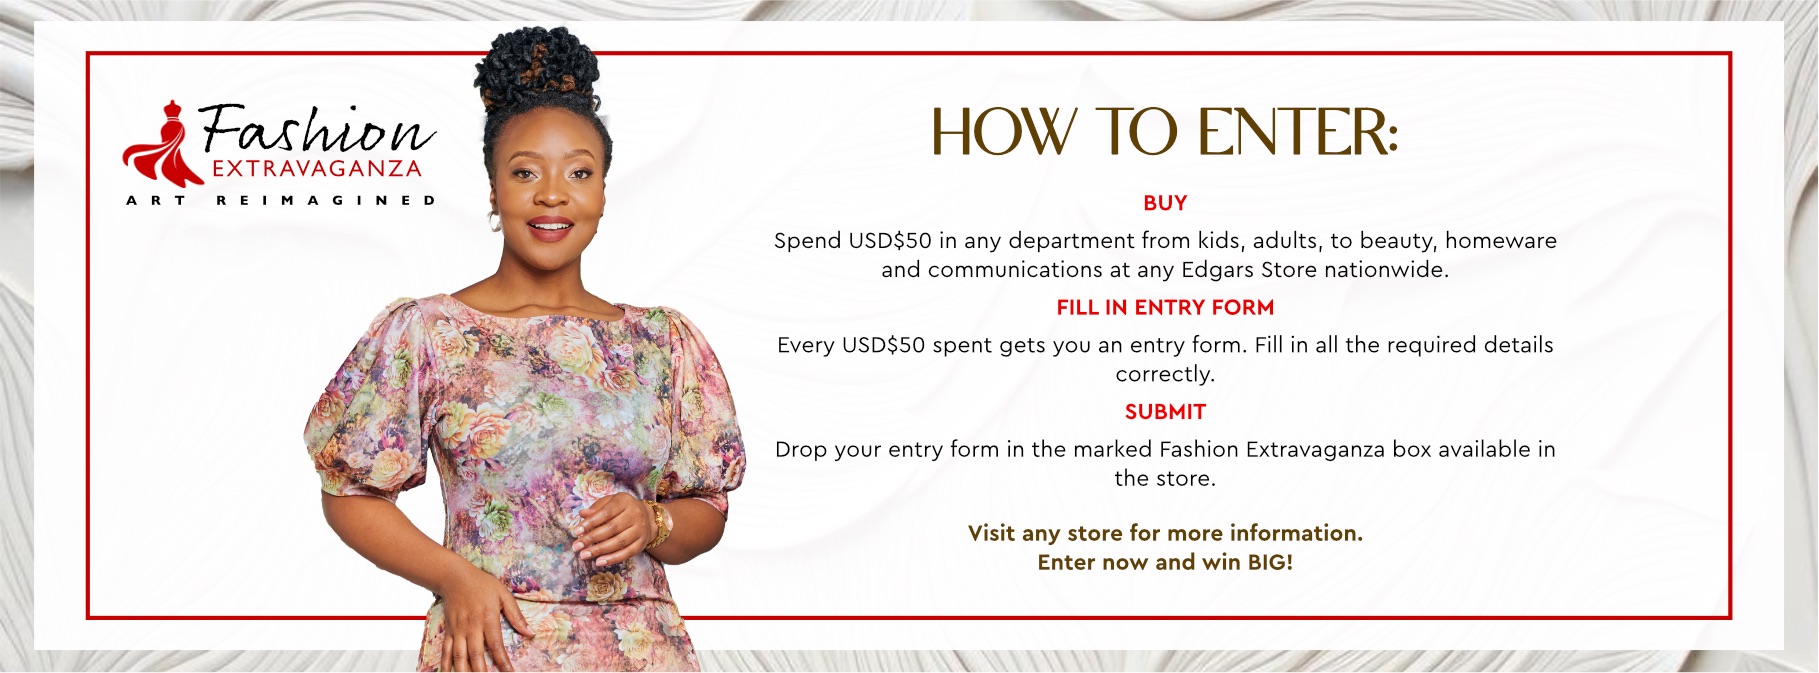 Fashion
EXTRAVAGANZA
ART REIMAGINED
HOW TO ENTER:
BUY
Spend USD$50 in any department from kids, adults, to beauty, homeware
and communications at any Edgars Store nationwide.
FILL IN ENTRY FORM
Every USD$50 spent gets you an entry form. Fill in all the required details
correctly.
SUBMIT
Drop your entry form in the marked Fashion Extravaganza box available in
the store.
Visit any store for more information.
Enter now and win BIG!